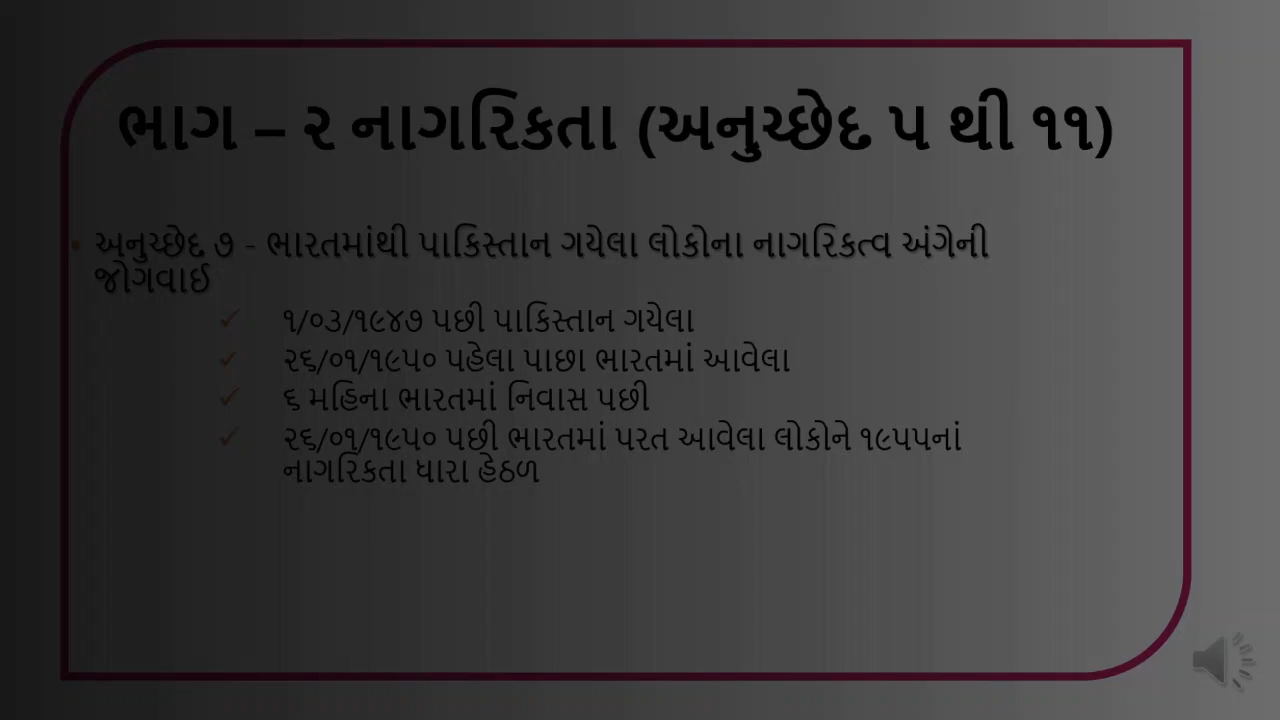 ભાગ – ૨ નાગરિકતા (અનુચ્છેદ ૫ થી ૧૧)
• અનુચ્છેદ ૭ - ભારતમાંથી પાકિસ્તાન ગયેલા લોકોના નાગરિકત્વ અંગેની
જોગવાઈ
✓ ૧/૦૩/૧૯૪૭ પછી પાકિસ્તાન ગયેલા
✓ ૨૬/૦૧/૧૯૫૦ પહેલા પાછા ભારતમાં આવેલા
✓ ૬ મહિના ભારતમાં નિવાસ પછી
✓ ૨૬/૦૧/૧૯૫૦ પછી ભારતમાં પરત આવેલા લોકોને ૧૯૫૫નાં
નાગરિકતા ધારા હેઠળ